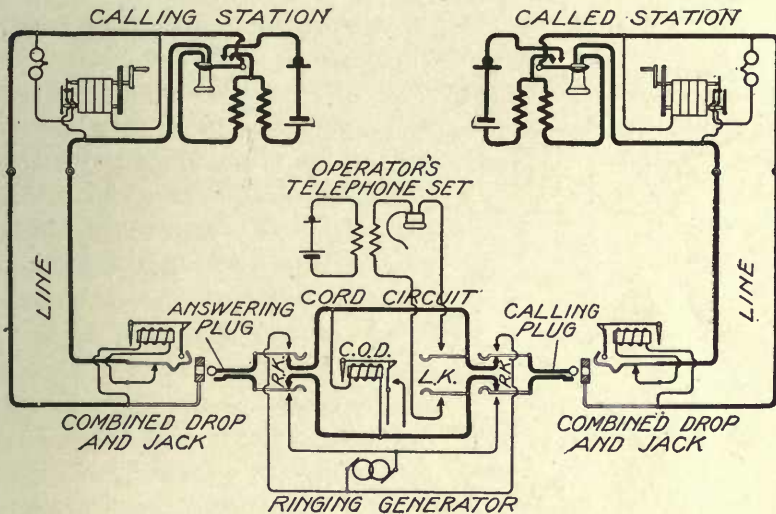 CALLING STATION
CALLED STATION
OPERATOR'S
TELEPHONE SET
LINE
LINE
ANSWERING
PLUG
CORD CIRCUIT
CALLING
PLUG
R.K.
C.O.D.
L.K.
R.K.
COMBINED DROP
AND JACK
COMBINED DROP
AND JACK
RINGING GENERATOR